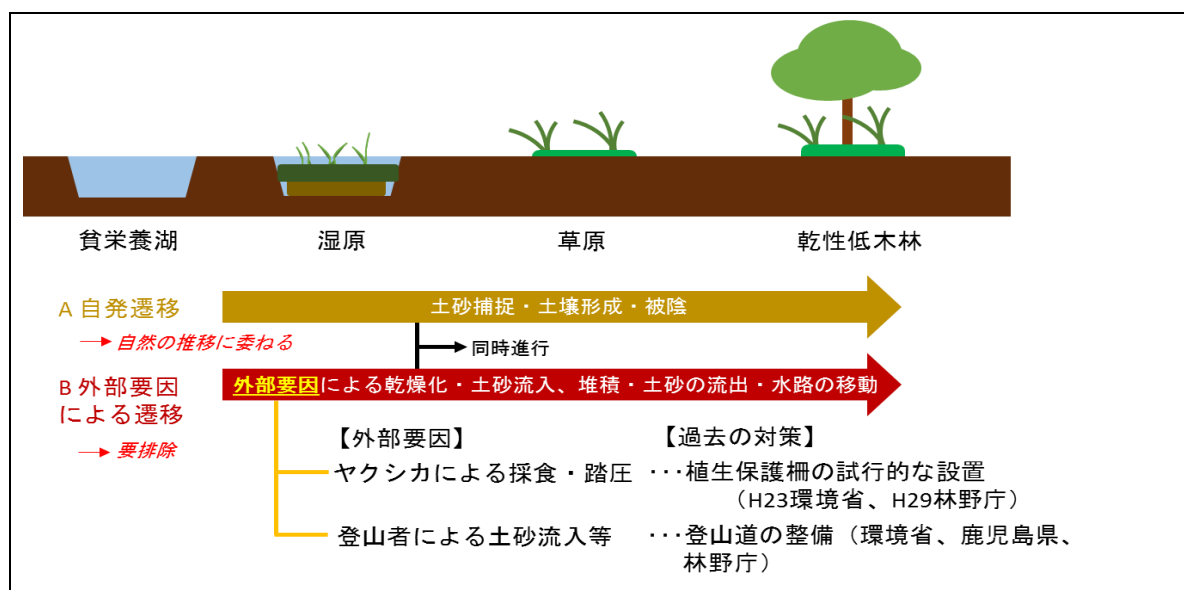 貧栄養湖 湿原 草原 乾性低木林
A 自発遷移
土砂捕捉・土壌形成・被陰
自然の推移に委ねる
同時進行
B 外部要因
による遷移
外部要因による乾燥化・土砂流入、堆積・土砂の流出・水路の移動
要排除
【外部要因】 【過去の対策】
ヤクシカによる採食・踏圧 ･･･植生保護柵の試行的な設置
（H23環境省、H29林野庁）
登山者による土砂流入等 ･･･登山道の整備（環境省、鹿児島県、
林野庁）